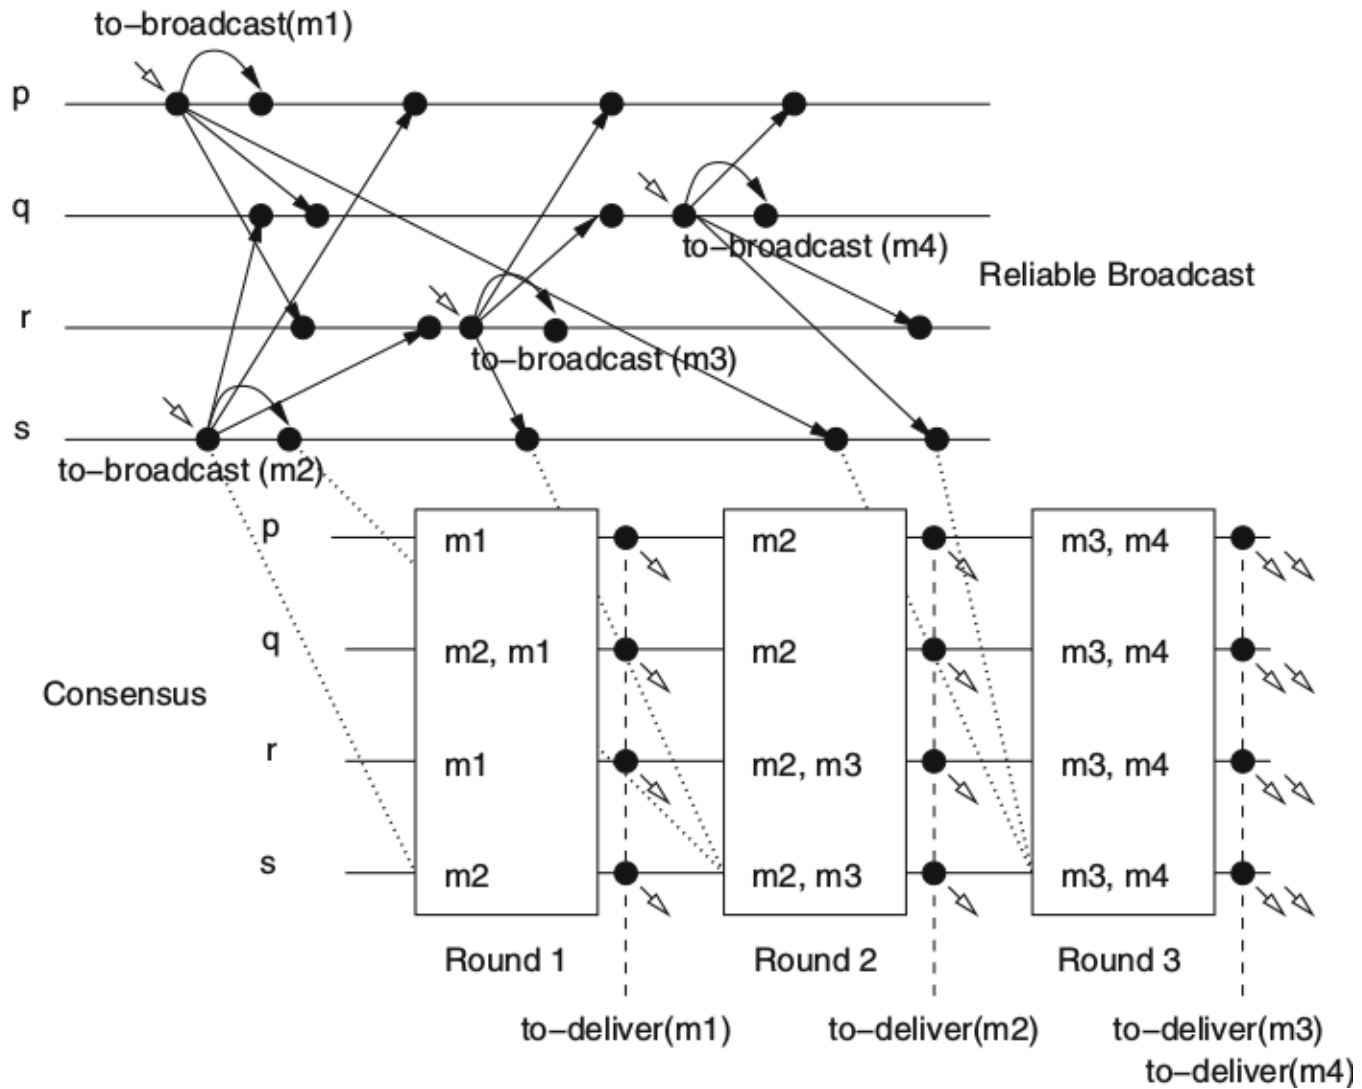 to−broadcast(m1)
p
q
to−broadcast (m4)
Reliable Broadcast
r
to−broadcast (m3)
s
to−broadcast (m2)
p
m1
m2
m3, m4
q
m2, m1
m2
m3, m4
Consensus
r
m1
m2, m3
m3, m4
s
m2
m2, m3
m3, m4
Round 1
Round 2
Round 3
to−deliver(m1)
to−deliver(m2)
to−deliver(m3)
to−deliver(m4)